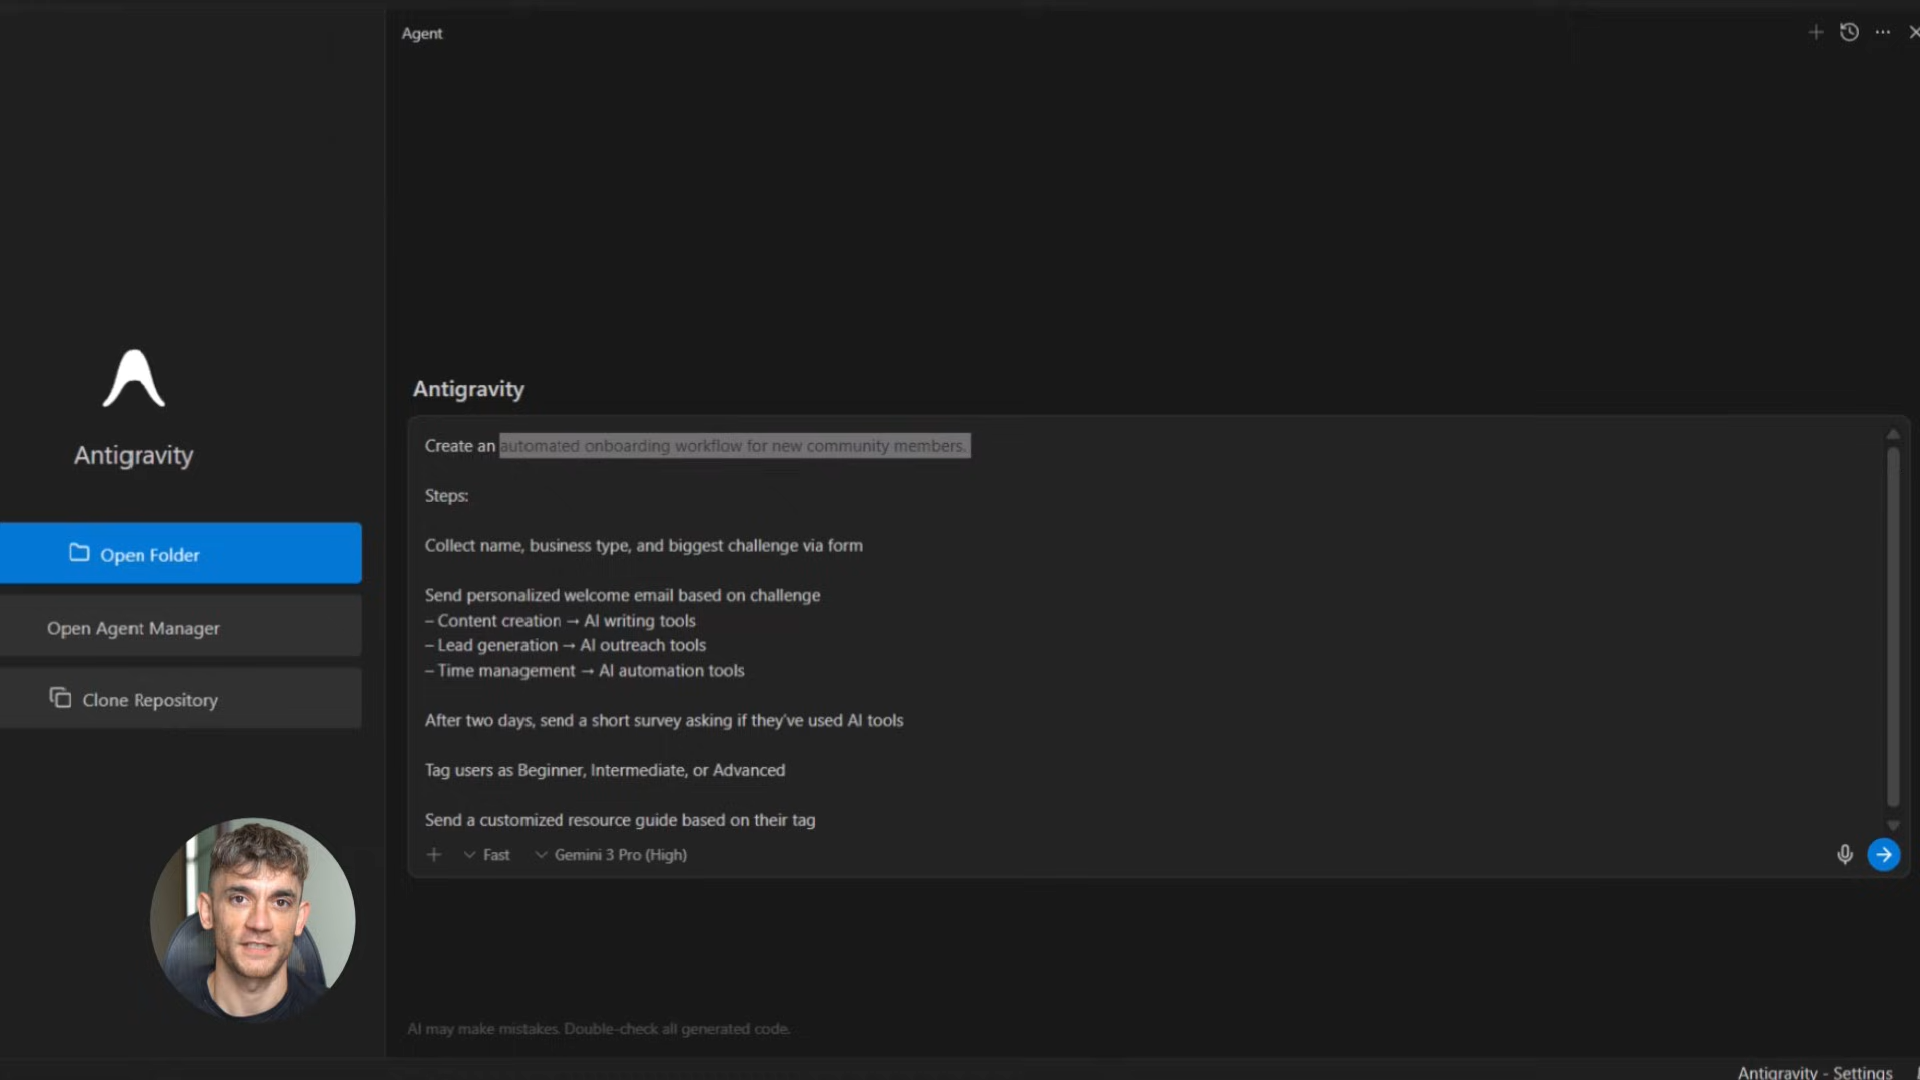 Agent
Antigravity
Open Folder
Open Agent Manager
Clone Repository
Antigravity
Create an automated onboarding workflow for new community members.
Steps:
Collect name, business type, and biggest challenge via form
Send personalized welcome email based on challenge
– Content creation → AI writing tools
– Lead generation → AI outreach tools
– Time management → AI automation tools
After two days, send a short survey asking if they've used AI tools
Tag users as Beginner, Intermediate, or Advanced
Send a customized resource guide based on their tag
Fast
Gemini 3 Pro (High)
AI may make mistakes. Double-check all generated code.
Antigravity - Settings